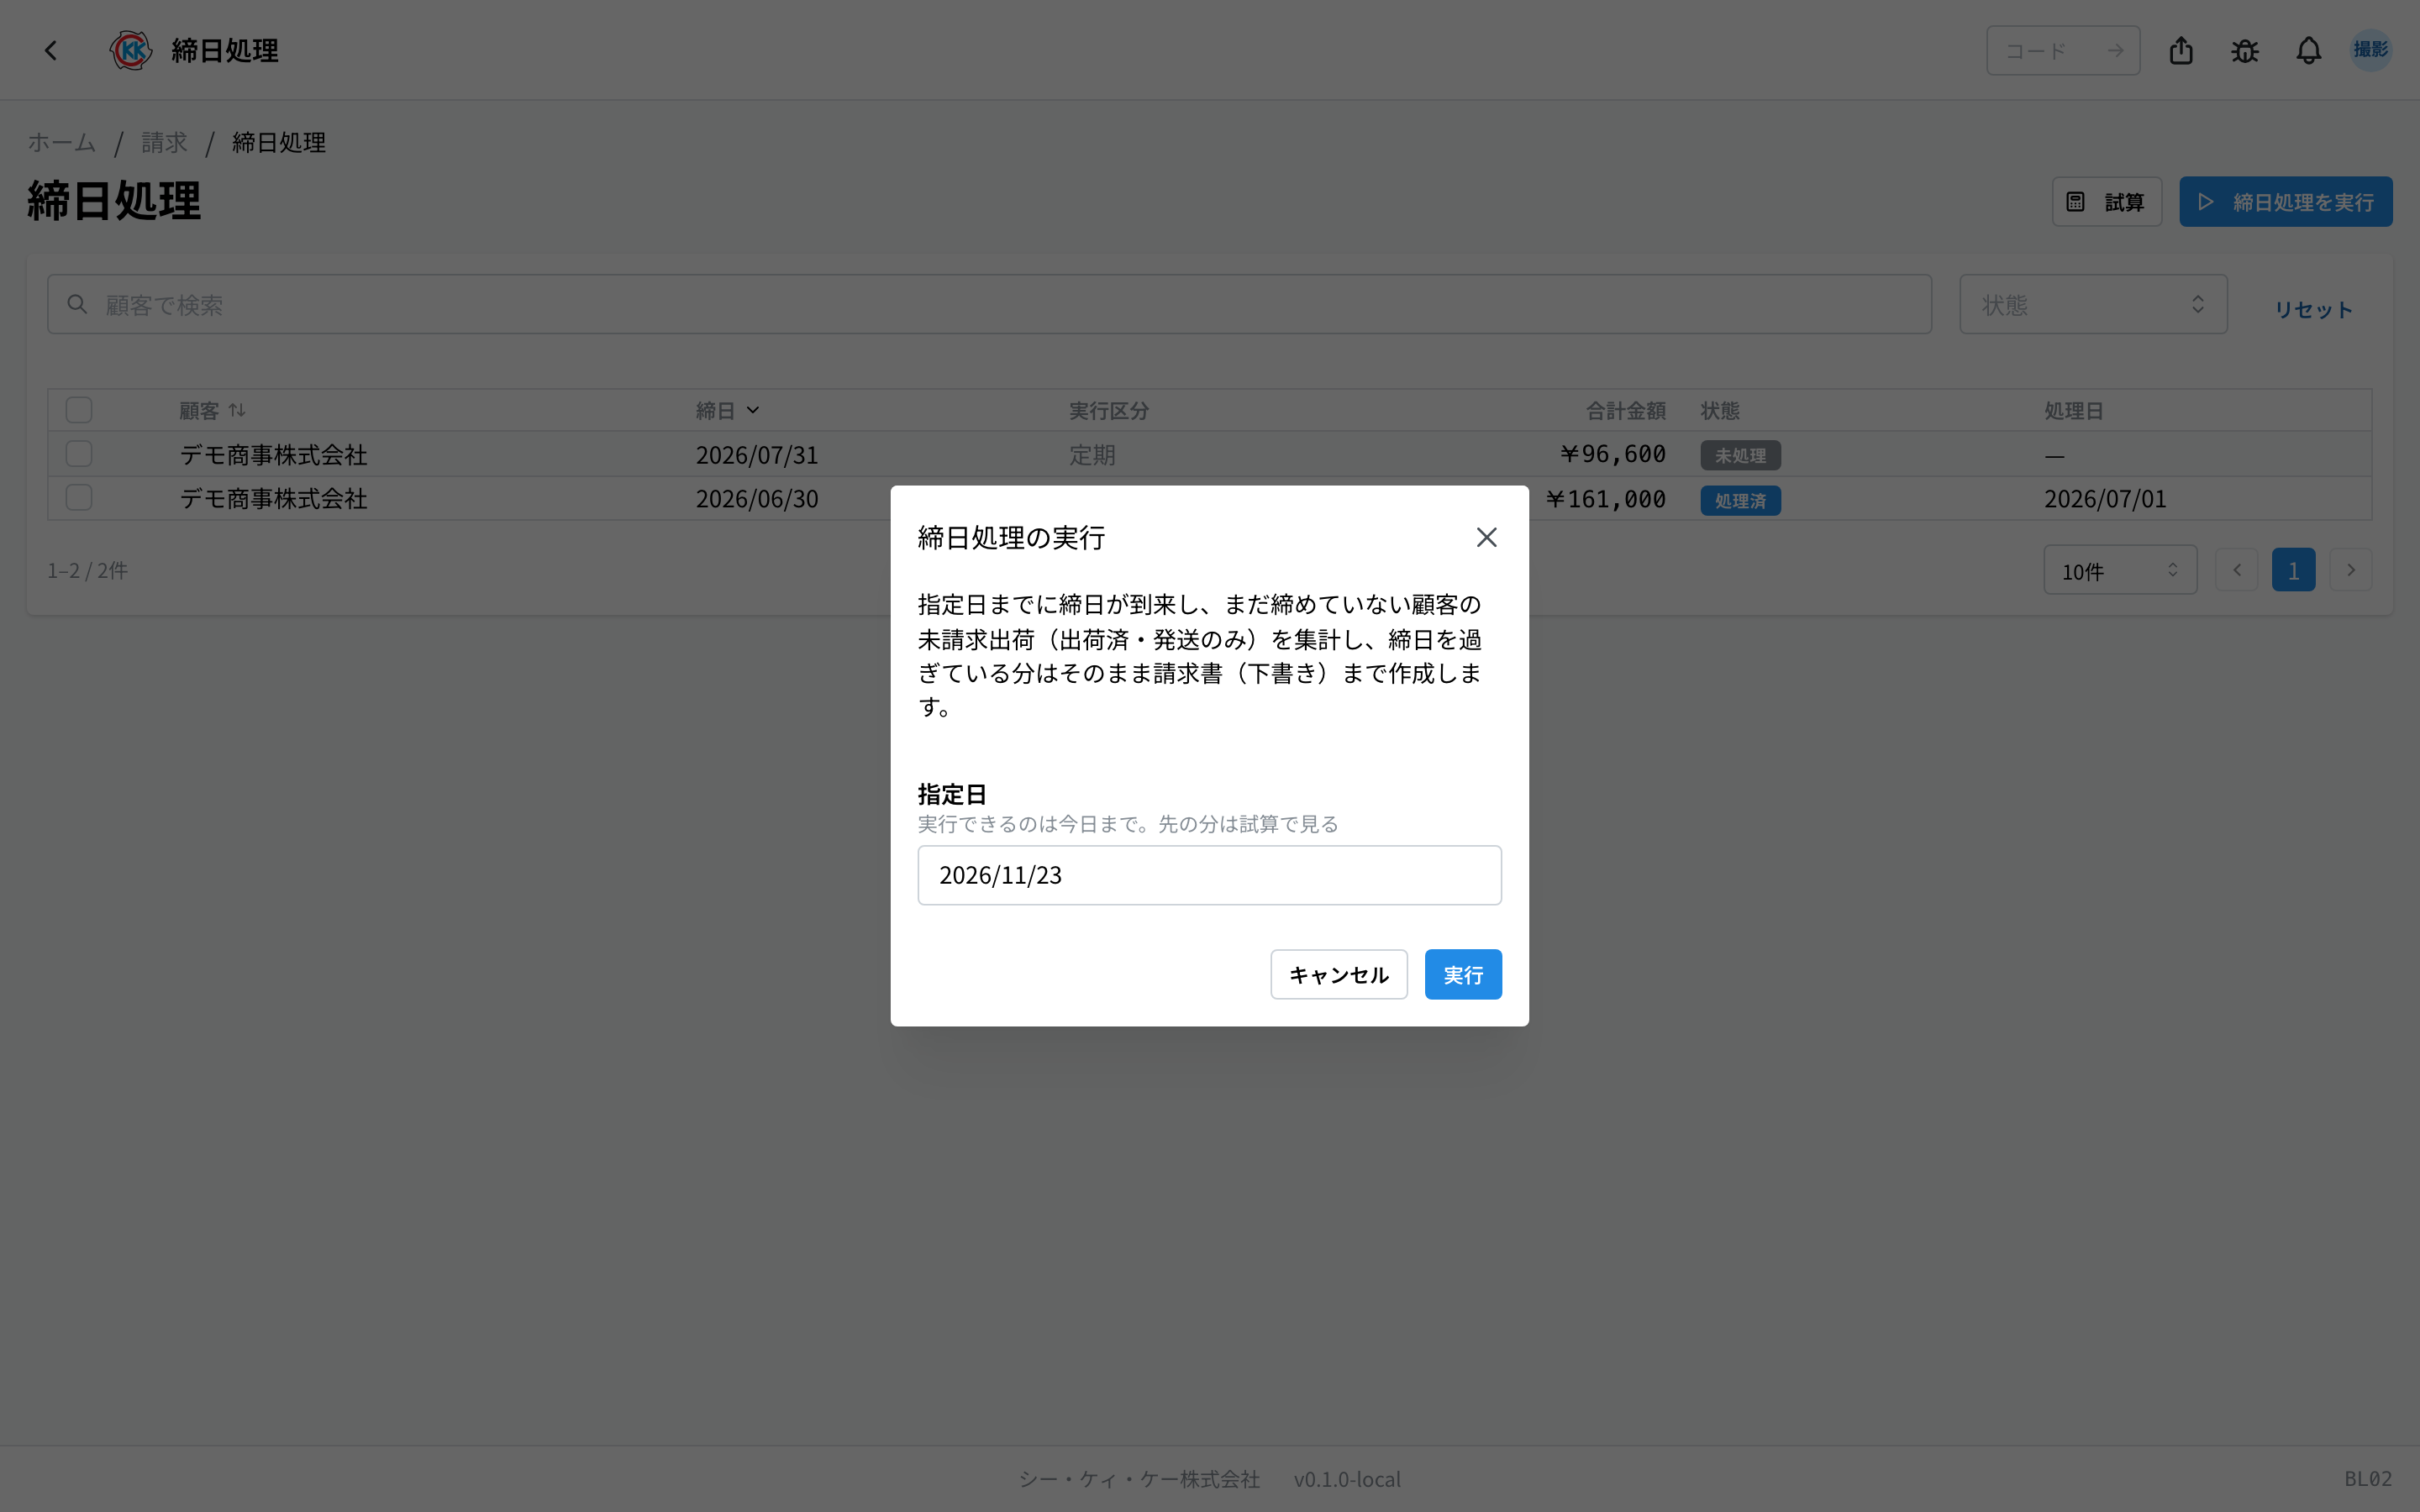 締日処理
コード
撮影
ホーム / 請求 / 締日処理
締日処理
試算
締日処理を実行
顧客で検索
状態
リセット
顧客 締日 実行区分 合計金額 状態 処理日
デモ商事株式会社 2026/07/31 定期 ¥96,600 未処理 —
デモ商事株式会社 2026/06/30 ¥161,000 処理済 2026/07/01
1–2 / 2件
10件
1
締日処理の実行
指定日までに締日が到来し、まだ締めていない顧客の
未請求出荷（出荷済・発送のみ）を集計し、締日を過
ぎている分はそのまま請求書（下書き）まで作成しま
す。
指定日
実行できるのは今日まで。先の分は試算で見る
2026/11/23
キャンセル
実行
シー・ケィ・ケー株式会社 v0.1.0-local
BL02